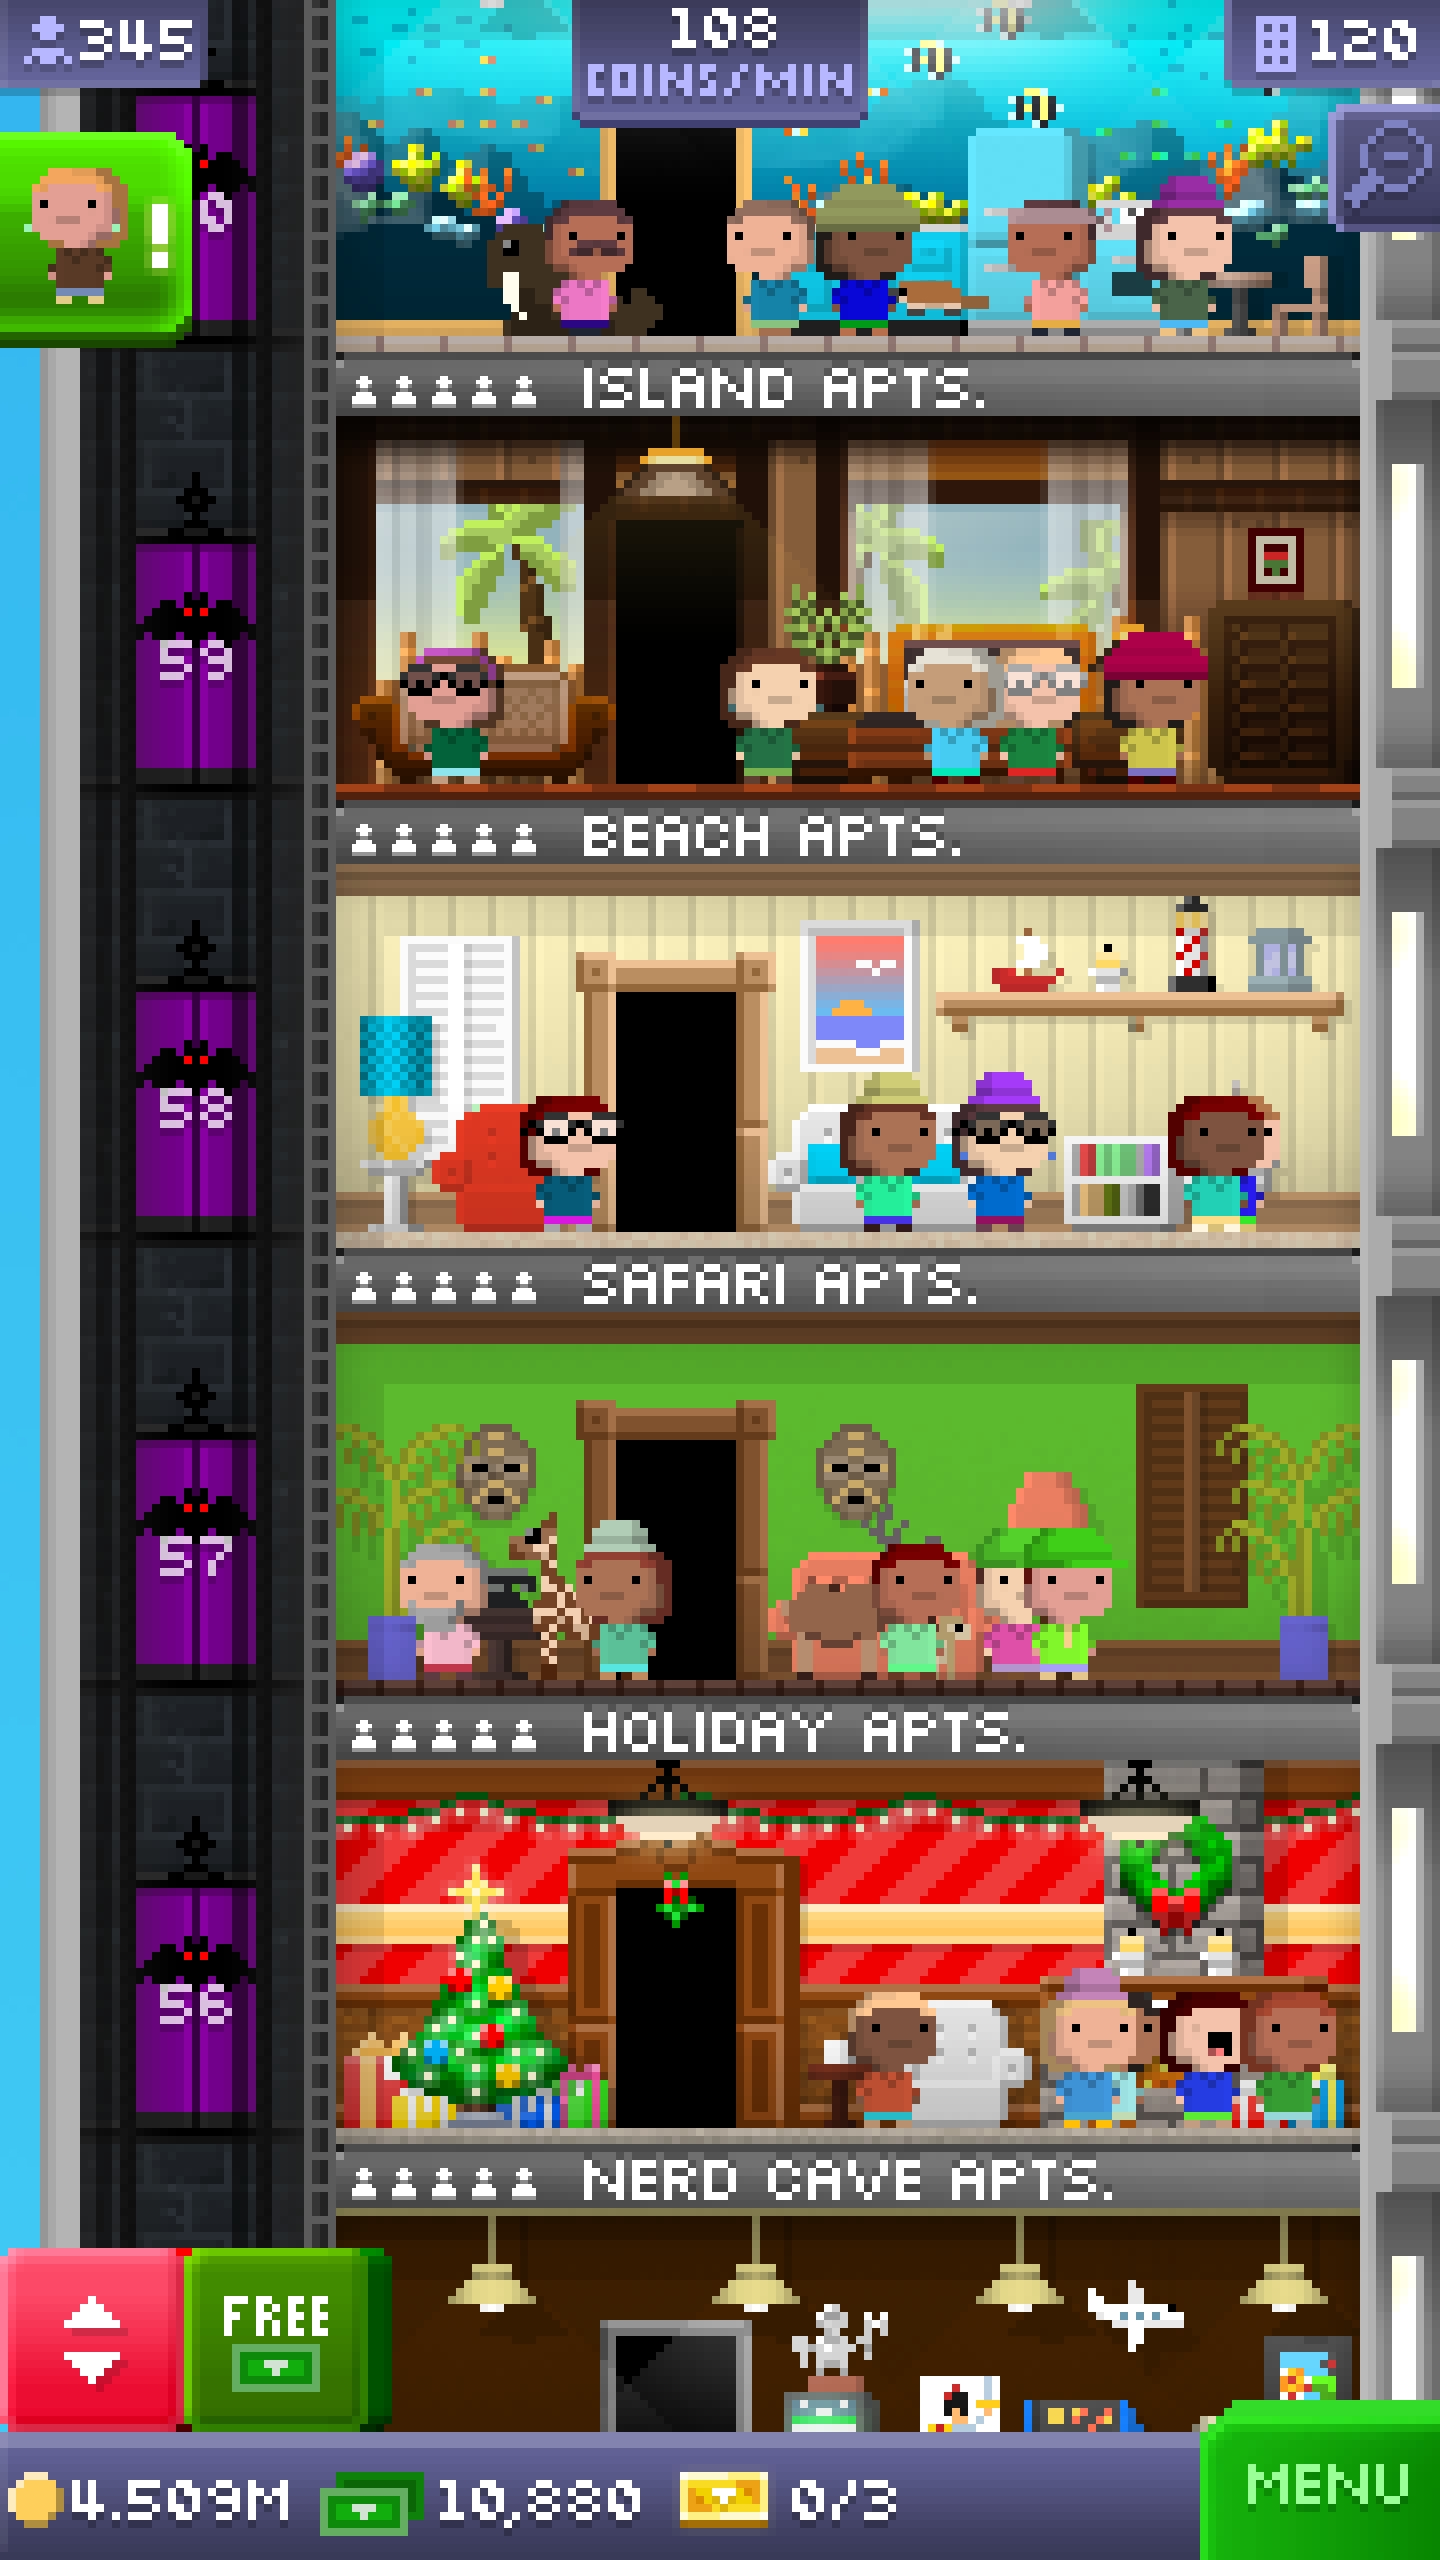 345
108
COINS/MIN
120
!
0
ISLAND APTS.
59
BEACH APTS.
58
SAFARI APTS.
57
HOLIDAY APTS.
56
NERD CAVE APTS.
FREE
4.509M
10,880
0/3
MENU